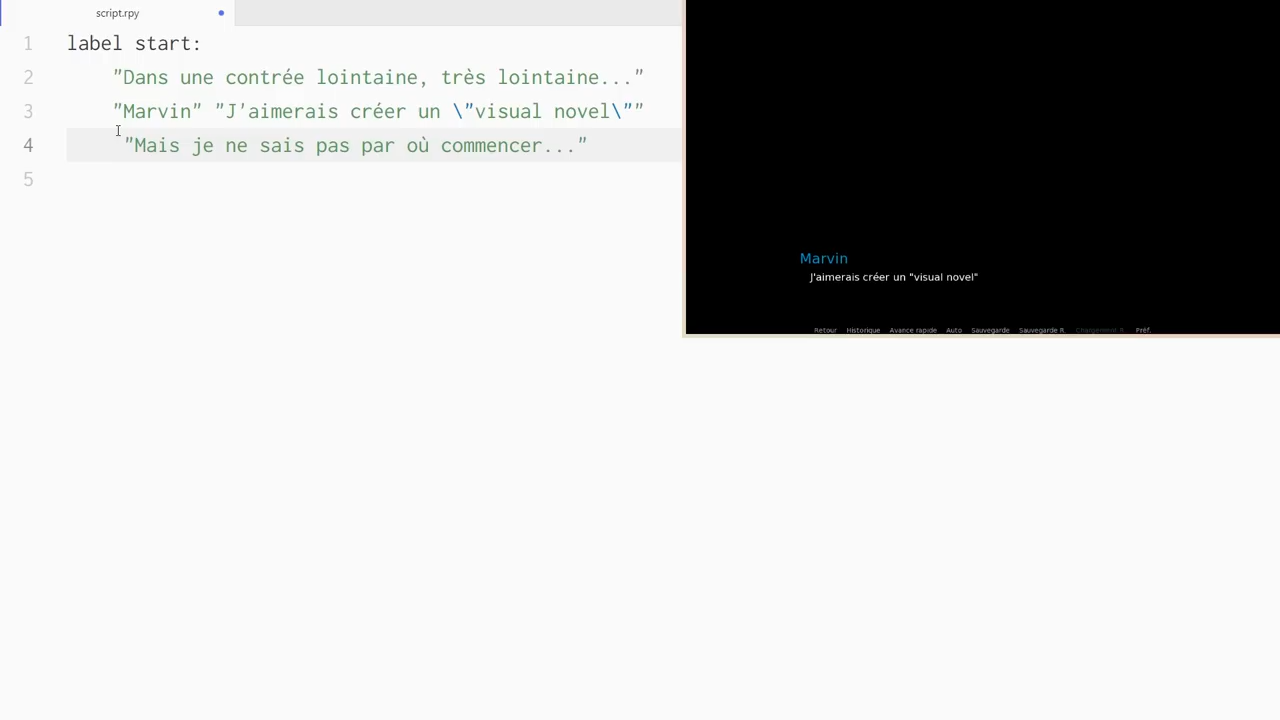 script.rpy
1 label start:
2 "Dans une contrée lointaine, très lointaine..."
3 "Marvin" "J'aimerais créer un \"visual novel\""
4 "Mais je ne sais pas par où commencer..."
5
Marvin
J'aimerais créer un "visual novel"
Retour Historique Avance rapide Auto Sauvegarde Sauvegarde R. Chargement R. Préf.